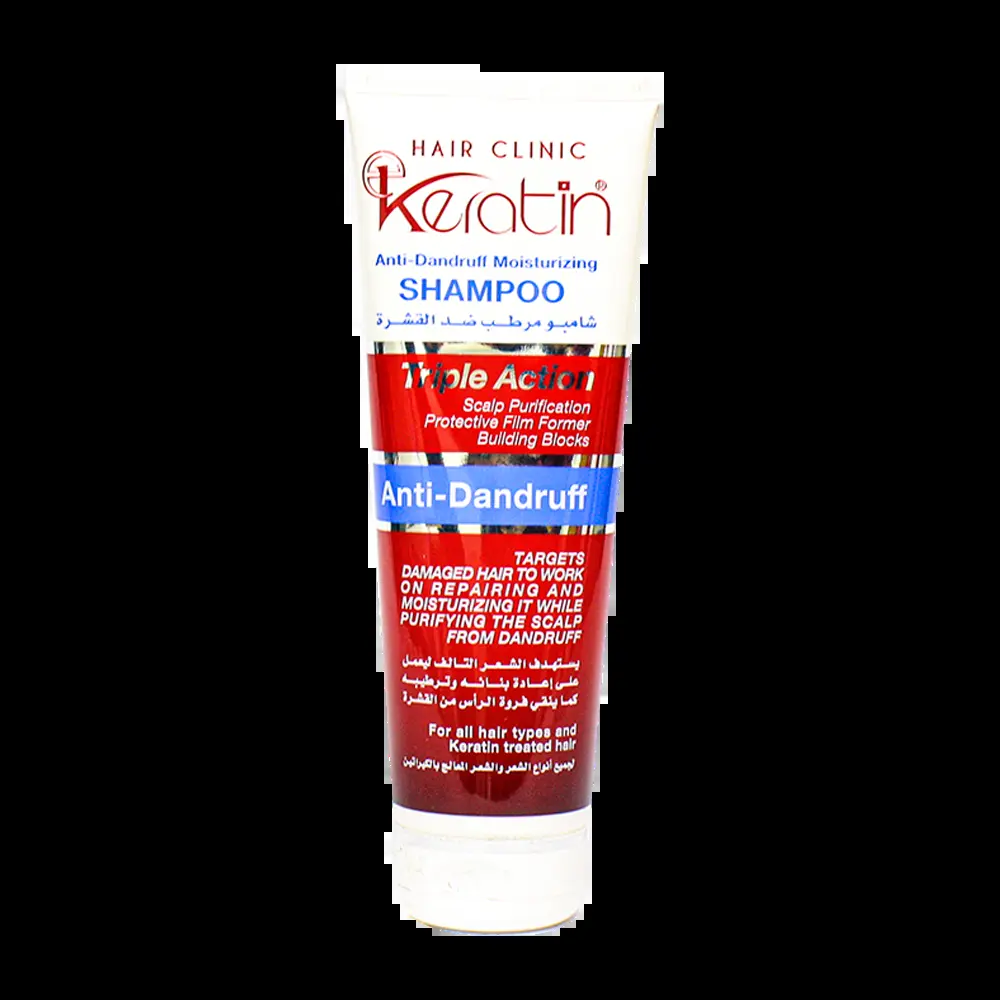 HAIR CLINIC
Keratin®
Anti-Dandruff Moisturizing
SHAMPOO
شامبو مرطب ضد القشرة
Triple Action
Scalp Purification
Protective Film Former
Building Blocks
Anti-Dandruff
TARGETS
DAMAGED HAIR TO WORK
ON REPAIRING AND
MOISTURIZING IT WHILE
PURIFYING THE SCALP
FROM DANDRUFF
يستهدف الشعر التالف ليعمل
على إعادة بنائه وترطيبه
كما ينقي فروة الرأس من القشرة
For all hair types and
Keratin treated hair
لجميع أنواع الشعر والشعر المعالج بالكيراتين